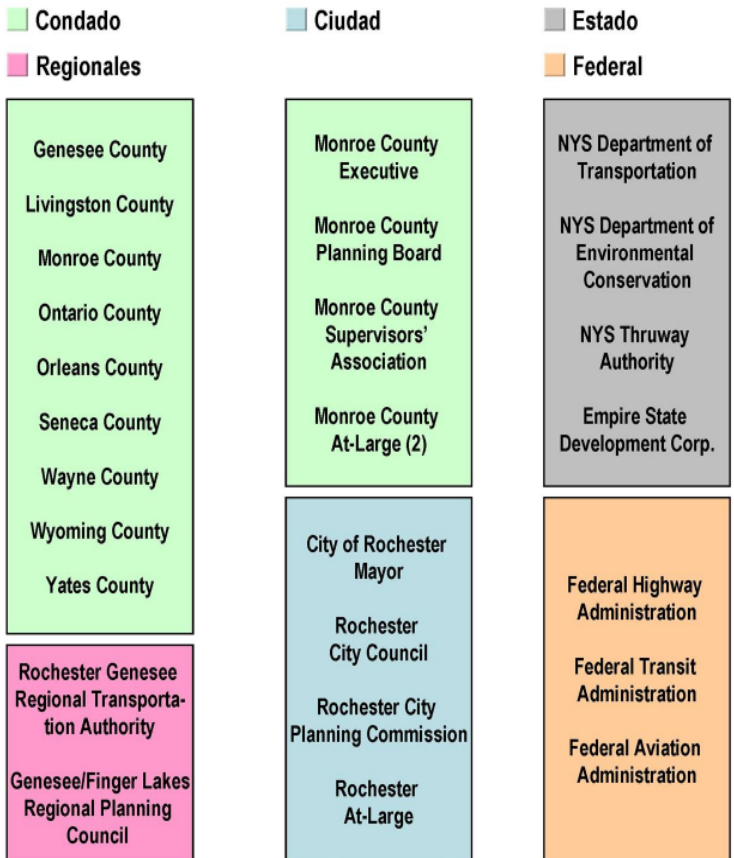 Condado
Ciudad
Estado
Regionales
Federal
Genesee County
Livingston County
Monroe County
Ontario County
Orleans County
Seneca County
Wayne County
Wyoming County
Yates County
Rochester Genesee
Regional Transporta-
tion Authority
Genesee/Finger Lakes
Regional Planning
Council
Monroe County
Executive
Monroe County
Planning Board
Monroe County
Supervisors’
Association
Monroe County
At-Large (2)
City of Rochester
Mayor
Rochester
City Council
Rochester City
Planning Commission
Rochester
At-Large
NYS Department of
Transportation
NYS Department of
Environmental
Conservation
NYS Thruway
Authority
Empire State
Development Corp.
Federal Highway
Administration
Federal Transit
Administration
Federal Aviation
Administration